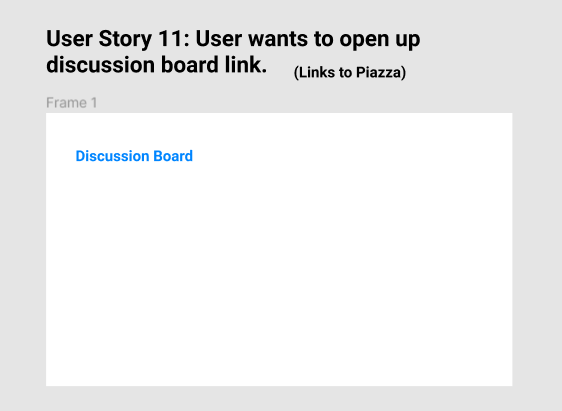 User Story 11: User wants to open up
discussion board link.
(Links to Piazza)
Frame 1
Discussion Board